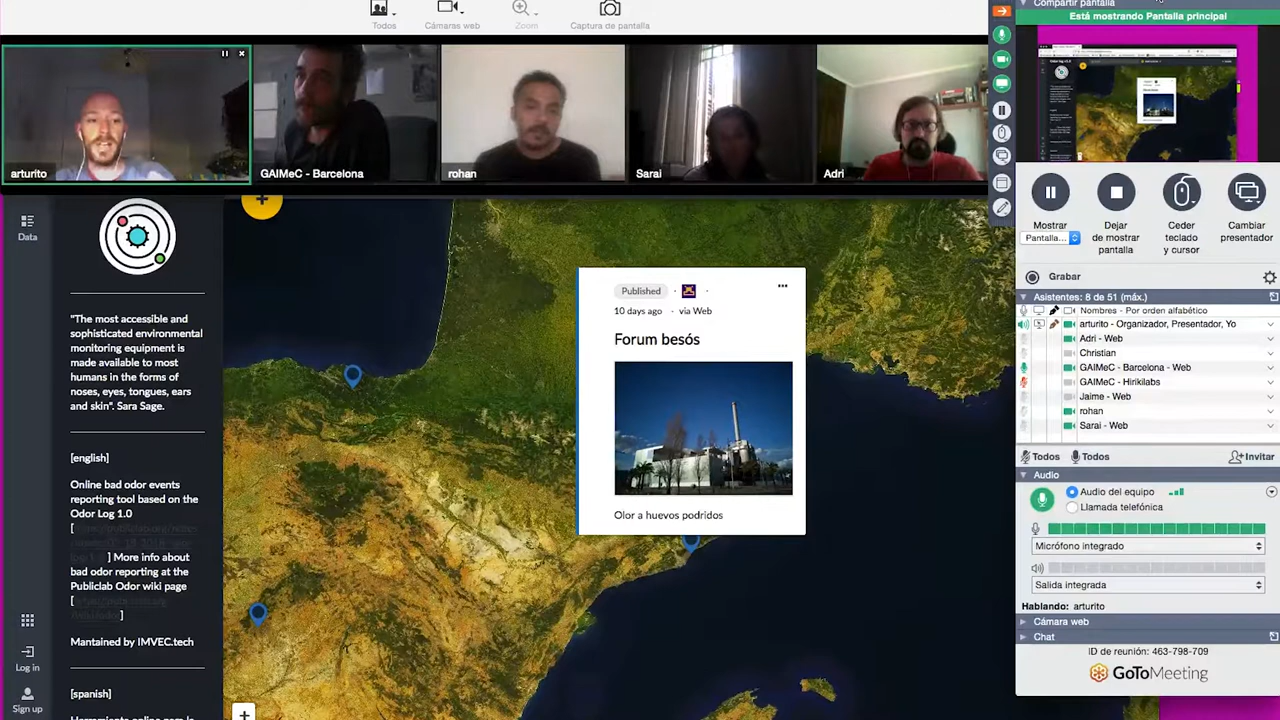 Todos
Cámaras web
Zoom
Captura de pantalla
Compartir pantalla
Está mostrando Pantalla principal
arturito
GAIMeC - Barcelona
rohan
Sarai
Adri
Data
"The most accessible and
sophisticated environmental
monitoring equipment is
made available to most
humans in the forms of
noses, eyes, tongues, ears
and skin". Sara Sage.
[english]
Online bad odor events
reporting tool based on the
Odor Log 1.0
[
] More info about
bad odor reporting at the
Publiclab Odor wiki page
[
]
Mantained by IMVEC.tech
[spanish]
Log in
Sign up
Published
10 days ago · via Web
Forum besós
Olor a huevos podridos
Mostrar
Pantalla...
Dejar
de mostrar
pantalla
Ceder
teclado
y cursor
Cambiar
presentador
Grabar
Asistentes: 8 de 51 (máx.)
Nombres - Por orden alfabético
arturito - Organizador, Presentador, Yo
Adri - Web
Christian
GAIMeC - Barcelona - Web
GAIMeC - Hirikilabs
Jaime - Web
rohan
Sarai - Web
Todos
Todos
Invitar
Audio
Audio del equipo
Llamada telefónica
Micrófono integrado
Salida integrada
Hablando: arturito
Cámara web
Chat
ID de reunión: 463-798-709
GoToMeeting